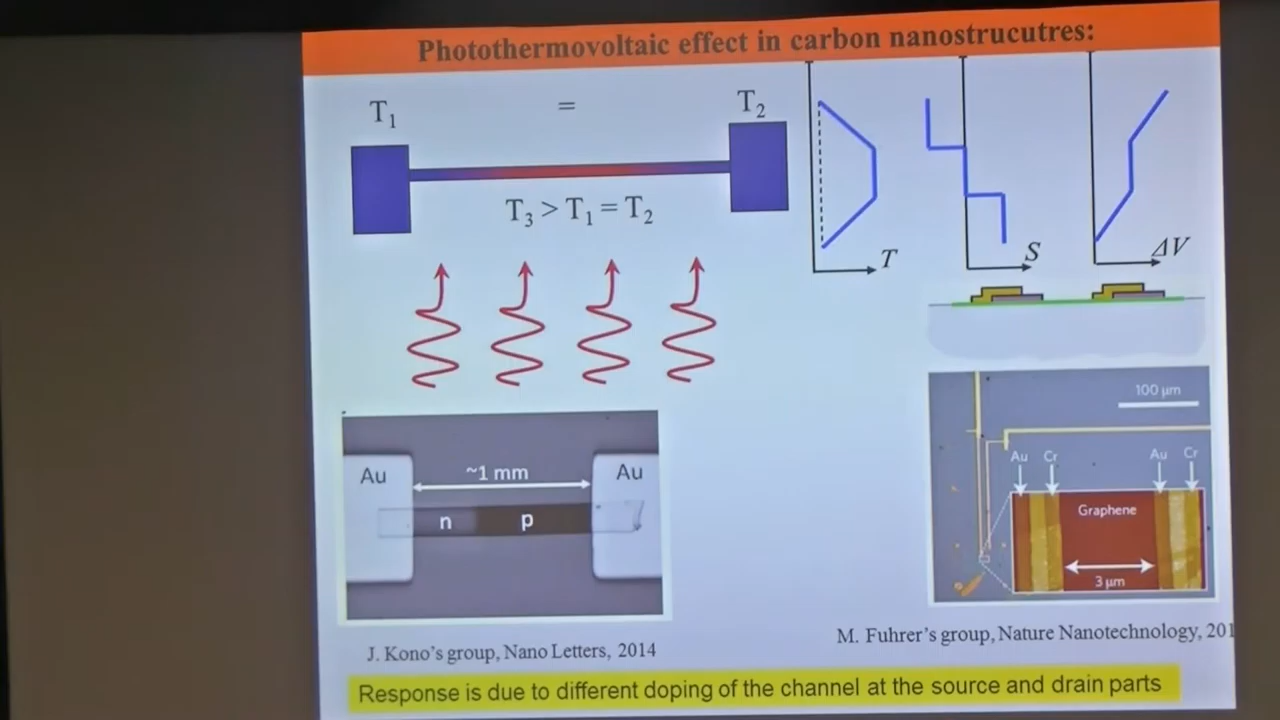 Photothermovoltaic effect in carbon nanostrucutres:
T1 = T2
T3 > T1 = T2
T
S
ΔV
Au
~1 mm
Au
n
p
100 µm
Au Cr
Au Cr
Graphene
3 µm
J. Kono's group, Nano Letters, 2014
M. Fuhrer's group, Nature Nanotechnology, 201
Response is due to different doping of the channel at the source and drain parts